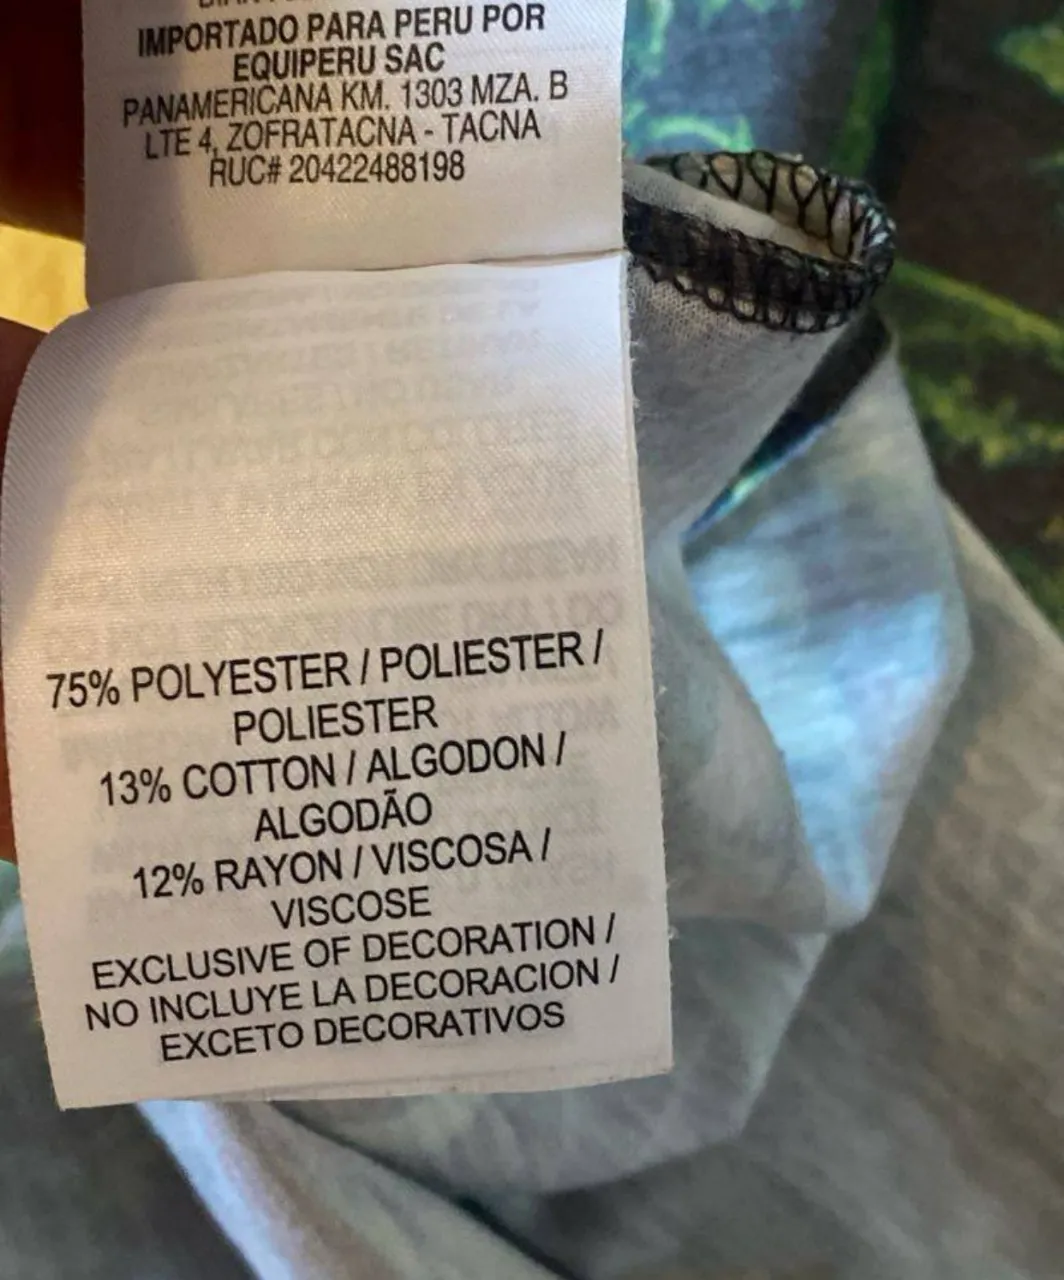 IMPORTADO PARA PERU POR
EQUIPERU SAC
PANAMERICANA KM. 1303 MZA. B
LTE 4, ZOFRATACNA - TACNA
RUC# 20422488198
75% POLYESTER / POLIESTER /
POLIESTER
13% COTTON / ALGODON /
ALGODÃO
12% RAYON / VISCOSA /
VISCOSE
EXCLUSIVE OF DECORATION /
NO INCLUYE LA DECORACION /
EXCETO DECORATIVOS